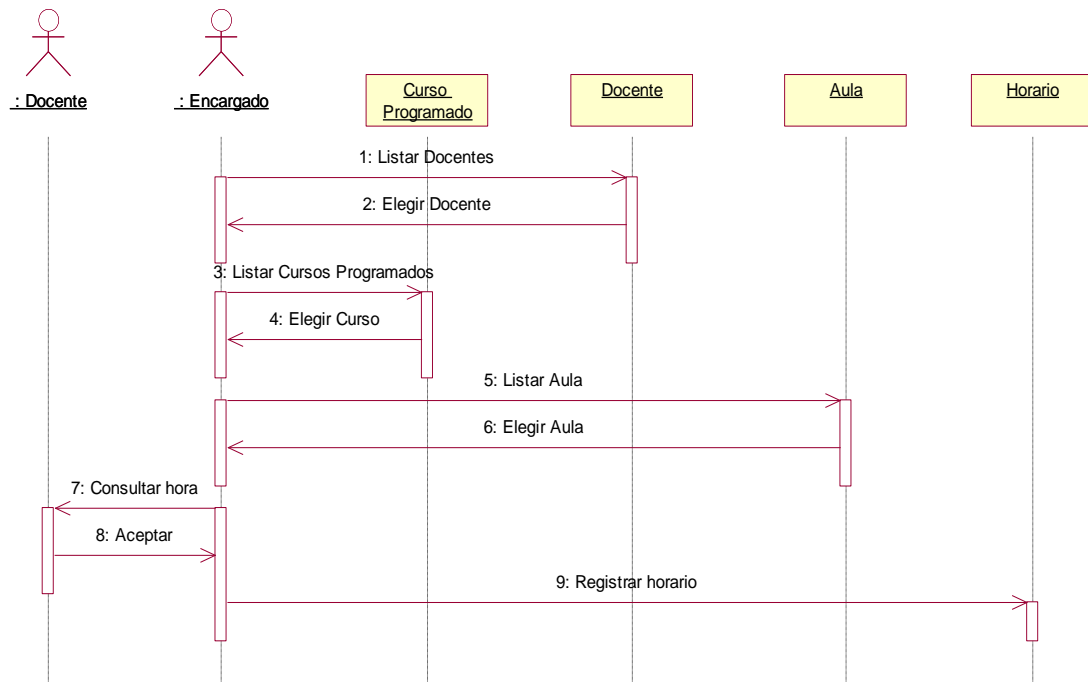 : Docente
: Encargado
Curso
Programado
Docente
Aula
Horario
1: Listar Docentes
2: Elegir Docente
3: Listar Cursos Programados
4: Elegir Curso
5: Listar Aula
6: Elegir Aula
7: Consultar hora
8: Aceptar
9: Registrar horario